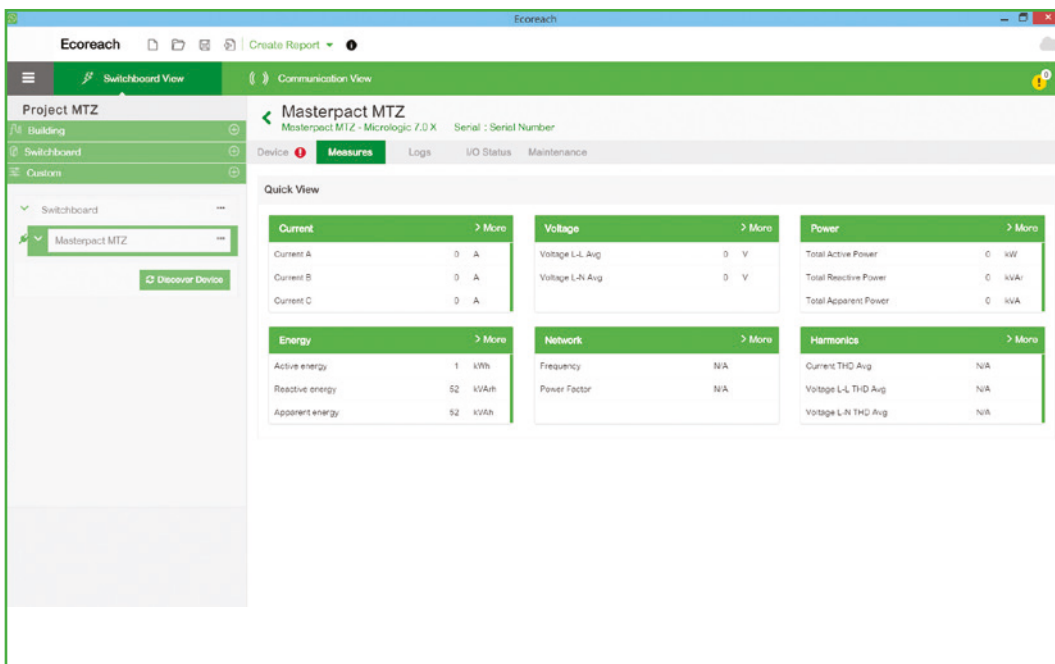 Ecoreach
Ecoreach Create Report
Switchboard View Communication View 0
Project MTZ
Building
Switchboard
Custom
Switchboard
Masterpact MTZ
Discover Device
Masterpact MTZ
Masterpact MTZ - Micrologic 7.0 X Serial : Serial Number
Device Measures Logs I/O Status Maintenance
Quick View
Current > More
Current A 0 A
Current B 0 A
Current C 0 A
Voltage > More
Voltage L-L Avg 0 V
Voltage L-N Avg 0 V
Power > More
Total Active Power 0 kW
Total Reactive Power 0 kVAr
Total Apparent Power 0 kVA
Energy > More
Active energy 1 kWh
Reactive energy 52 kVArh
Apparent energy 52 kVAh
Network > More
Frequency N/A
Power Factor N/A
Harmonics > More
Current THD Avg N/A
Voltage L-L THD Avg N/A
Voltage L-N THD Avg N/A